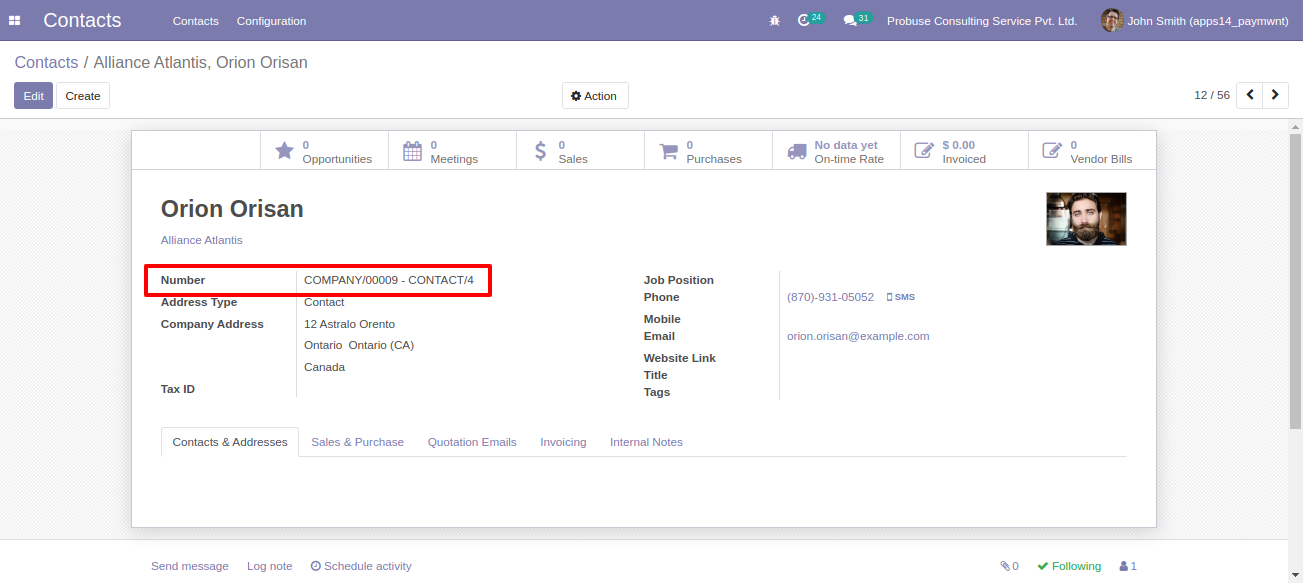 Contacts Contacts Configuration 24 31 Probuse Consulting Service Pvt. Ltd. John Smith (apps14_paymwnt)
Contacts / Alliance Atlantis, Orion Orisan
Edit Create Action 12 / 56
0 Opportunities
0 Meetings
0 Sales
0 Purchases
No data yet On-time Rate
$ 0.00 Invoiced
0 Vendor Bills
Orion Orisan
Alliance Atlantis
Number COMPANY/00009 - CONTACT/4
Address Type Contact
Company Address 12 Astralo Orento
Ontario Ontario (CA)
Canada
Tax ID
Job Position
Phone (870)-931-05052 SMS
Mobile
Email orion.orisan@example.com
Website Link
Title
Tags
Contacts & Addresses Sales & Purchase Quotation Emails Invoicing Internal Notes
Send message Log note Schedule activity 0 Following 1